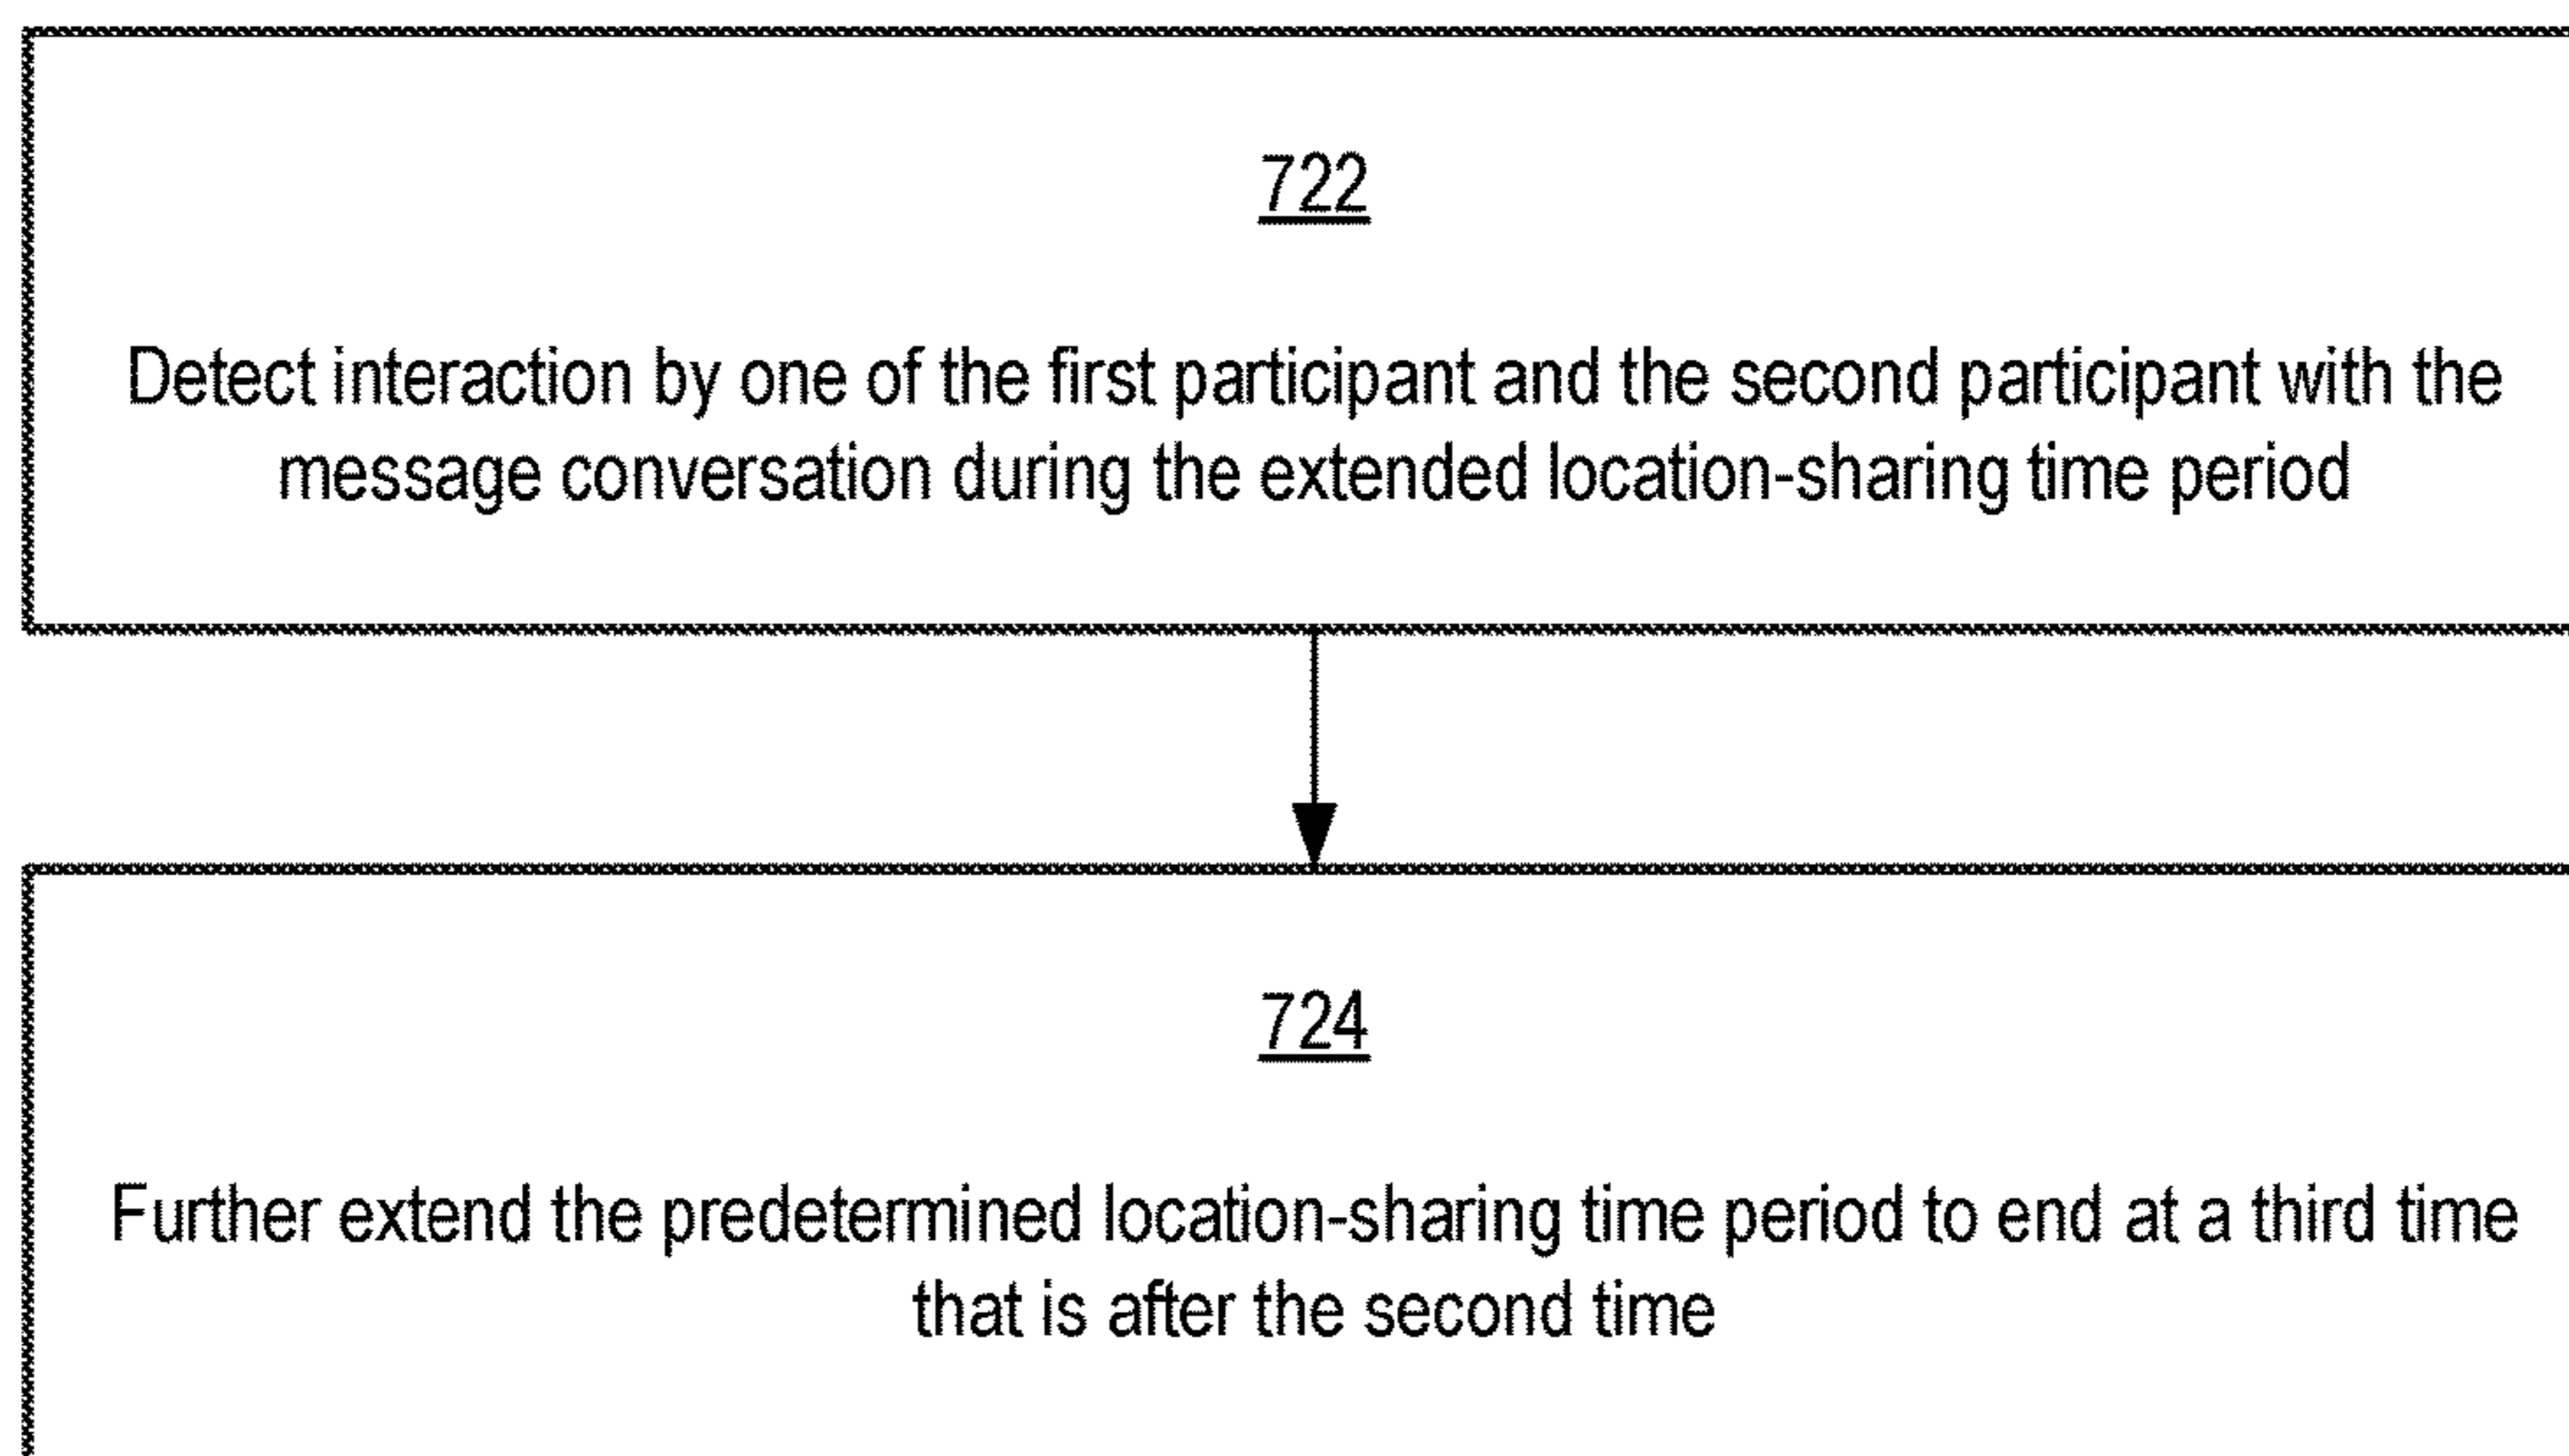 722
Detect interaction by one of the first participant and the second participant with the
message conversation during the extended location-sharing time period
724
Further extend the predetermined location-sharing time period to end at a third time
that is after the second time